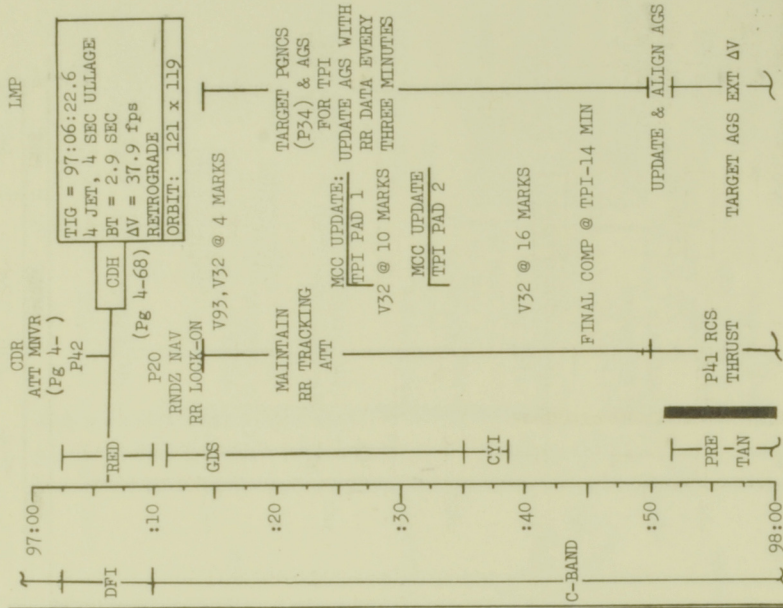 CDR
ATT MNVR
(Pg 4- )
P42
LMP
97:00
DFI
RED
CDH
TIG = 97:06:22.6
4 JET, 4 SEC ULLAGE
BT = 2.9 SEC
ΔV = 37.9 fps
RETROGRADE
ORBIT: 121 x 119
(Pg 4-68)
:10
P20
RNDZ NAV
RR LOCK-ON
GDS
V93,V32 @ 4 MARKS
:20
MAINTAIN
RR TRACKING
ATT
TARGET PGNCS
(P34) & AGS
FOR TPI
UPDATE AGS WITH
RR DATA EVERY
THREE MINUTES
MCC UPDATE:
TPI PAD 1
V32 @ 10 MARKS
:30
MCC UPDATE
TPI PAD 2
CYI
V32 @ 16 MARKS
:40
FINAL COMP @ TPI-14 MIN
C-BAND
:50
UPDATE & ALIGN AGS
PRE
TAN
P41 RCS
THRUST
TARGET AGS EXT ΔV
98:00